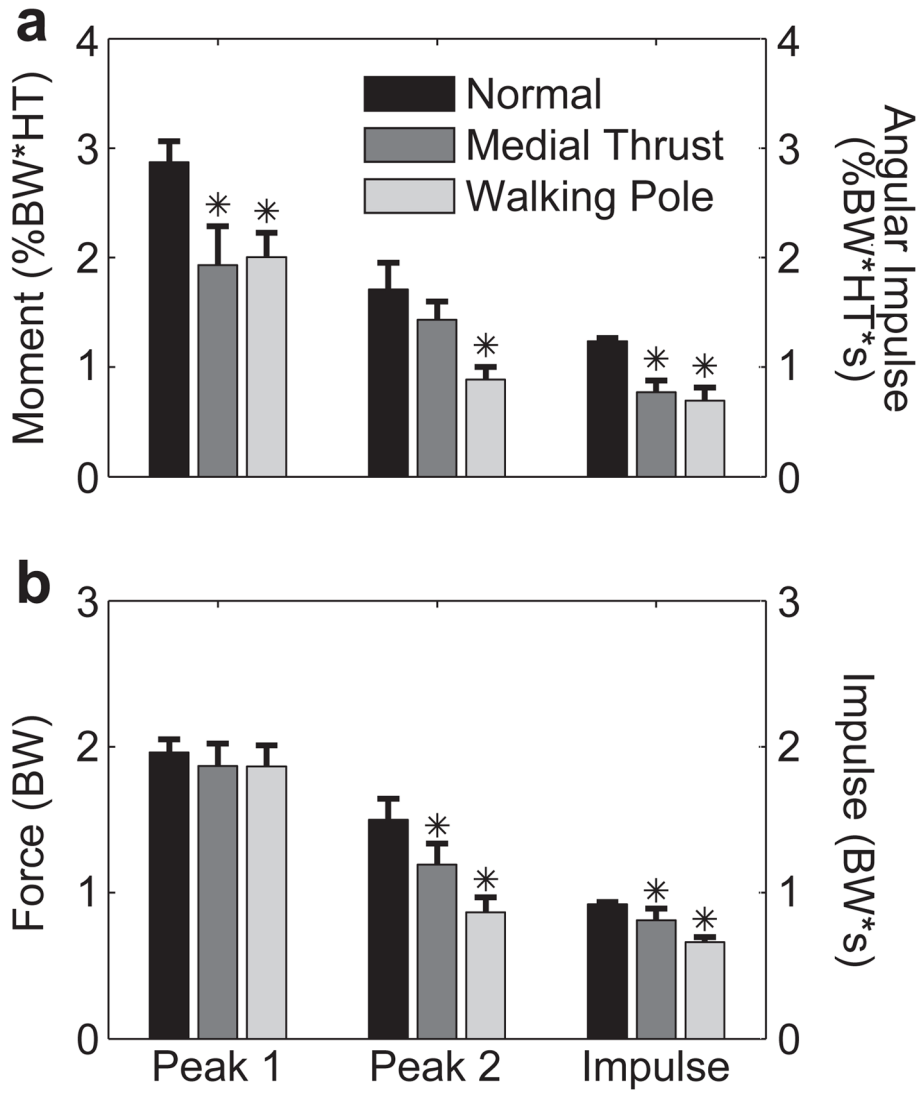 a
4
3
2
1
0
Moment (%BW*HT)
Normal
Medial Thrust
Walking Pole
*
*
*
*
*
4
3
2
1
0
Angular Impulse
(%BW*HT*s)
b
3
2
1
0
Force (BW)
*
*
*
*
3
2
1
0
Impulse (BW*s)
Peak 1
Peak 2
Impulse